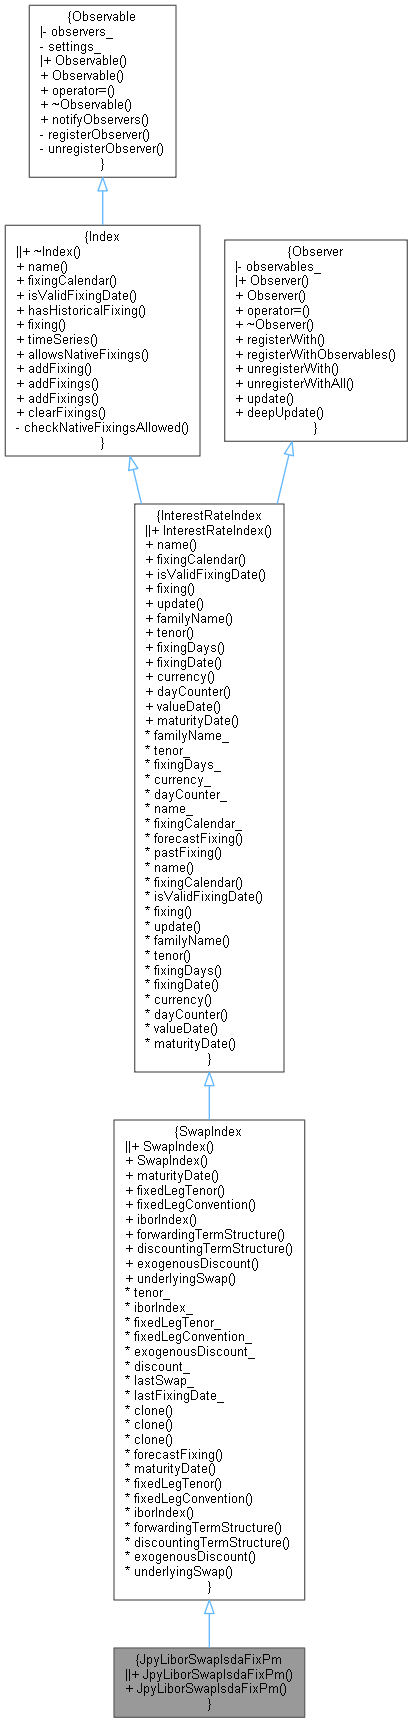 {Observable
|- observers_
- settings_
|+ Observable()
+ Observable()
+ operator=()
+ ~Observable()
+ notifyObservers()
- registerObserver()
- unregisterObserver()
}
{Index
||+ ~Index()
+ name()
+ fixingCalendar()
+ isValidFixingDate()
+ hasHistoricalFixing()
+ fixing()
+ timeSeries()
+ allowsNativeFixings()
+ addFixing()
+ addFixings()
+ addFixings()
+ clearFixings()
- checkNativeFixingsAllowed()
}
{Observer
|- observables_
|+ Observer()
+ Observer()
+ operator=()
+ ~Observer()
+ registerWith()
+ registerWithObservables()
+ unregisterWith()
+ unregisterWithAll()
+ update()
+ deepUpdate()
}
{InterestRateIndex
||+ InterestRateIndex()
+ name()
+ fixingCalendar()
+ isValidFixingDate()
+ fixing()
+ update()
+ familyName()
+ tenor()
+ fixingDays()
+ fixingDate()
+ currency()
+ dayCounter()
+ valueDate()
+ maturityDate()
* familyName_
* tenor_
* fixingDays_
* currency_
* dayCounter_
* name_
* fixingCalendar_
* forecastFixing()
* pastFixing()
* name()
* fixingCalendar()
* isValidFixingDate()
* fixing()
* update()
* familyName()
* tenor()
* fixingDays()
* fixingDate()
* currency()
* dayCounter()
* valueDate()
* maturityDate()
}
{SwapIndex
||+ SwapIndex()
+ SwapIndex()
+ maturityDate()
+ fixedLegTenor()
+ fixedLegConvention()
+ iborIndex()
+ forwardingTermStructure()
+ discountingTermStructure()
+ exogenousDiscount()
+ underlyingSwap()
* tenor_
* iborIndex_
* fixedLegTenor_
* fixedLegConvention_
* exogenousDiscount_
* discount_
* lastSwap_
* lastFixingDate_
* clone()
* clone()
* clone()
* forecastFixing()
* maturityDate()
* fixedLegTenor()
* fixedLegConvention()
* iborIndex()
* forwardingTermStructure()
* discountingTermStructure()
* exogenousDiscount()
* underlyingSwap()
}
{JpyLiborSwapIsdaFixPm
||+ JpyLiborSwapIsdaFixPm()
+ JpyLiborSwapIsdaFixPm()
}